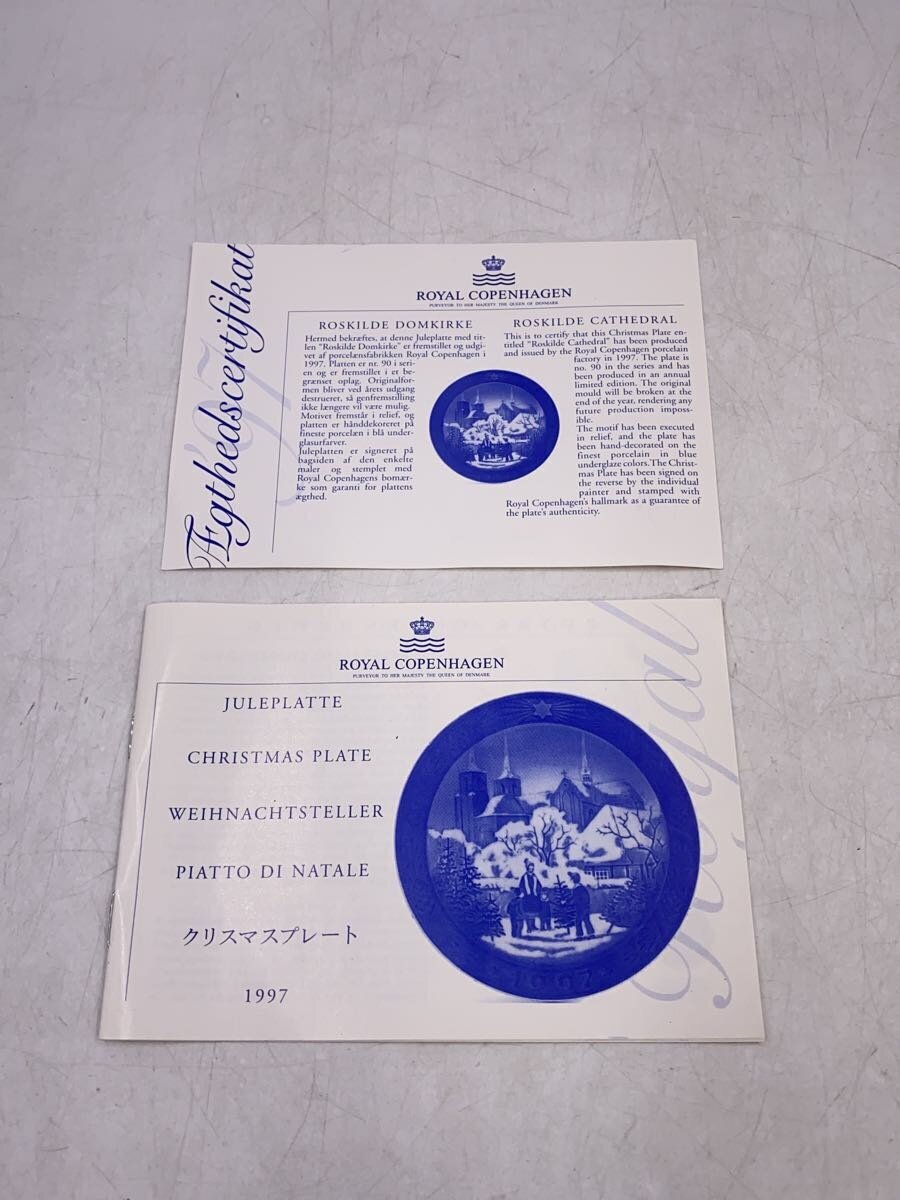 Ægthedscertifikat
1997
ROYAL COPENHAGEN
PURVEYOR TO HER MAJESTY THE QUEEN OF DENMARK
ROSKILDE DOMKIRKE
Hermed bekræftes, at denne Juleplatte med tit-
len "Roskilde Domkirke" er fremstillet og udgi-
vet af porcelænsfabrikken Royal Copenhagen i
1997. Platten er nr. 90 i seri-
en og er fremstillet i et be-
grænset oplag. Originalfor-
men bliver ved årets udgang
destrueret, så genfremstilling
ikke længere vil være mulig.
Motivet fremstår i relief, og
platten er hånddekoreret på
fineste porcelæn i blå under-
glasurfarver.
Juleplatten er signeret på
bagsiden af den enkelte
maler og stemplet med
Royal Copenhagens bomær-
ke som garanti for plattens
ægthed.
ROSKILDE CATHEDRAL
This is to certify that this Christmas Plate en-
titled "Roskilde Cathedral" has been produced
and issued by the Royal Copenhagen porcelain
factory in 1997. The plate is
no. 90 in the series and has
been produced in an annual
limited edition. The original
mould will be broken at the
end of the year, rendering any
future production imposs-
ible.
The motif has been executed
in relief, and the plate has
been hand-decorated on the
finest porcelain in blue
underglaze colors. The Christ-
mas Plate has been signed on
the reverse by the individual
painter and stamped with
Royal Copenhagen's hallmark as a guarantee of
the plate's authenticity.
ROYAL COPENHAGEN
PURVEYOR TO HER MAJESTY THE QUEEN OF DENMARK
JULEPLATTE
CHRISTMAS PLATE
WEIHNACHTSTELLER
PIATTO DI NATALE
クリスマスプレート
1997
1997
Royal